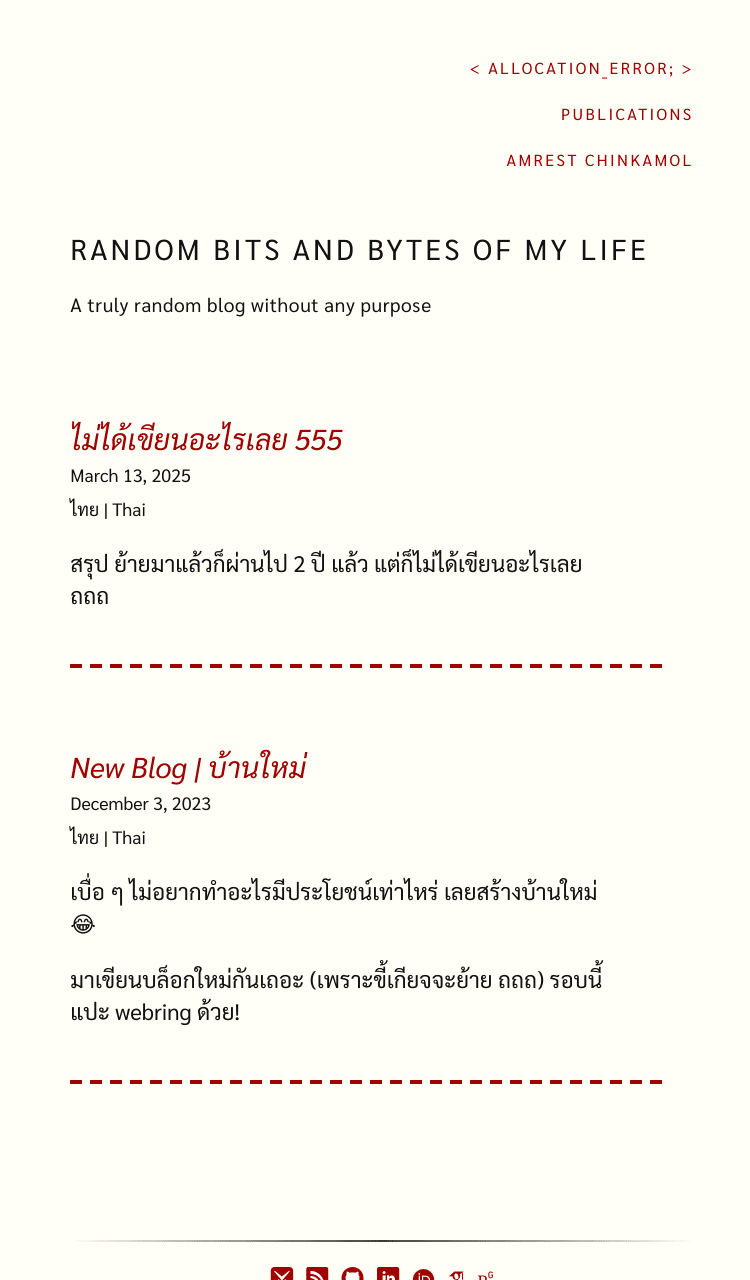 < ALLOCATION_ERROR; >
PUBLICATIONS
AMREST CHINKAMOL
RANDOM BITS AND BYTES OF MY LIFE
A truly random blog without any purpose
ไม่ได้เขียนอะไรเลย 555
March 13, 2025
ไทย | Thai
สรุป ย้ายมาแล้วก็ผ่านไป 2 ปี แล้ว แต่ก็ไม่ได้เขียนอะไรเลย
ถถถ
New Blog | บ้านใหม่
December 3, 2023
ไทย | Thai
เบื่อ ๆ ไม่อยากทำอะไรมีประโยชน์เท่าไหร่ เลยสร้างบ้านใหม่
😂
มาเขียนบล็อกใหม่กันเถอะ (เพราะขี้เกียจจะย้าย ถถถ) รอบนี้
แปะ webring ด้วย!